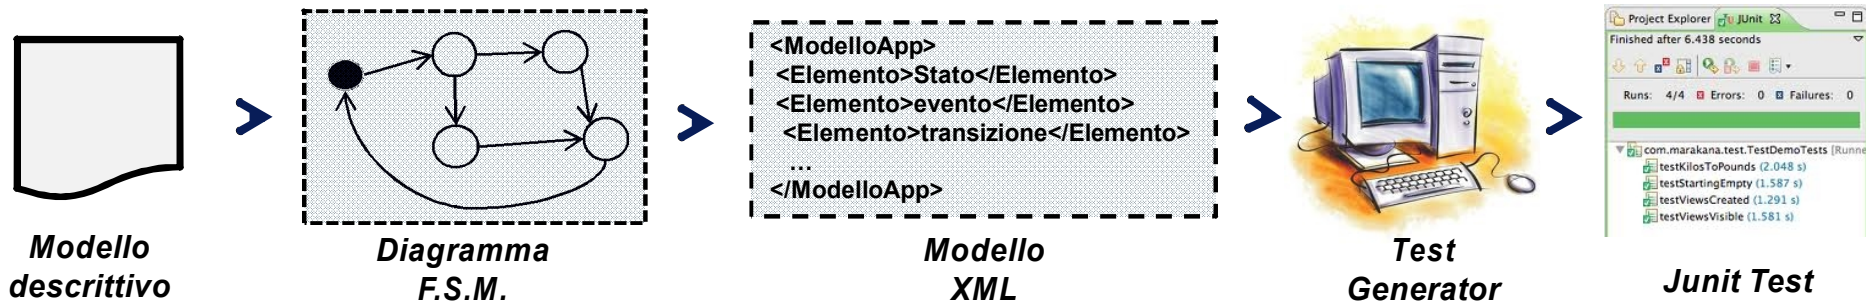 <ModelloApp>
<Elemento>Stato</Elemento>
<Elemento>evento</Elemento>
<Elemento>transizione</Elemento>
...
</ModelloApp>
Project Explorer JUnit
Finished after 6.438 seconds
Runs: 4/4 Errors: 0 Failures: 0
com.marakana.test.TestDemoTests [Runne
testKilosToPounds (2.048 s)
testStartingEmpty (1.587 s)
testViewsCreated (1.291 s)
testViewsVisible (1.581 s)
Modello
descrittivo
Diagramma
F.S.M.
Modello
XML
Test
Generator
Junit Test